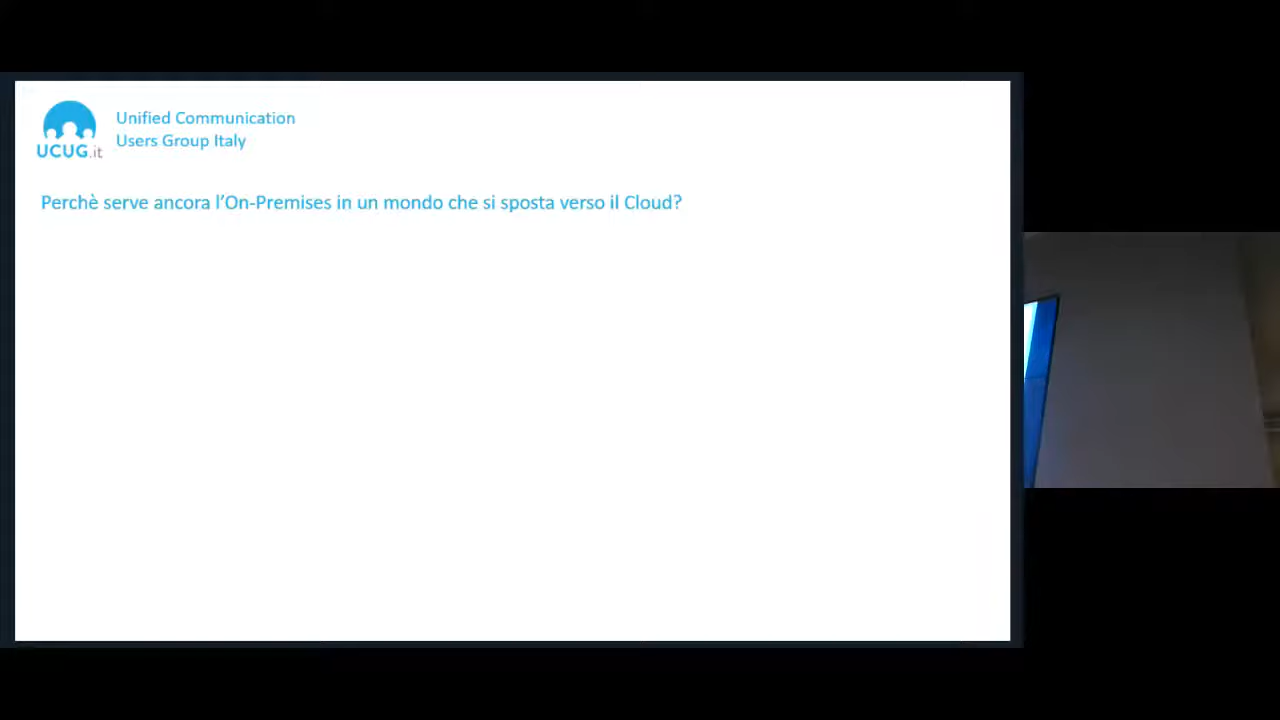 Unified Communication
Users Group Italy
UCUG.it
Perchè serve ancora l'On-Premises in un mondo che si sposta verso il Cloud?